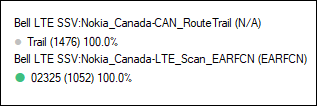 Bell LTE SSV:Nokia_Canada-CAN_RouteTrail (N/A)
Trail (1476) 100.0%
Bell LTE SSV:Nokia_Canada-LTE_Scan_EARFCN (EARFCN)
02325 (1052) 100.0%